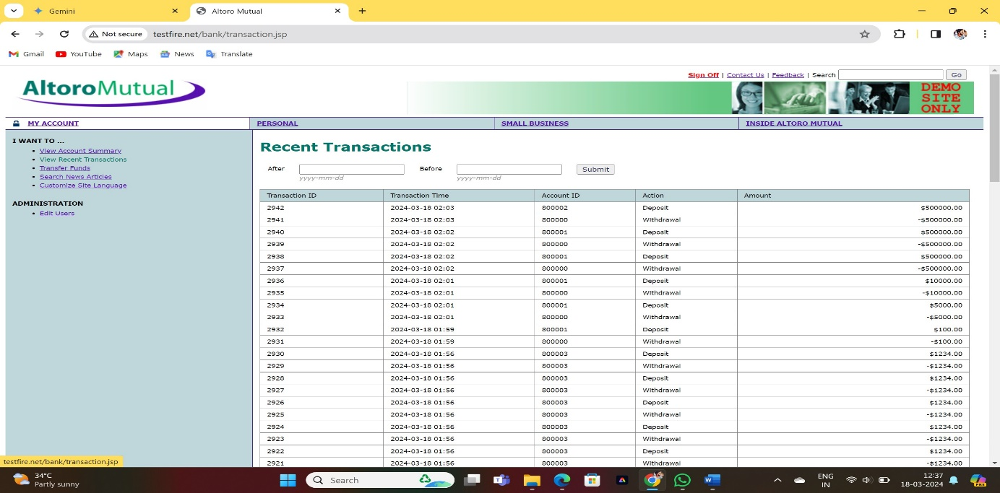 Gemini
Altoro Mutual
Not secure testfire.net/bank/transaction.jsp
Gmail YouTube Maps News Translate
Sign Off | Contact Us | Feedback | Search Go
AltoroMutual
DEMO
SITE
ONLY
MY ACCOUNT PERSONAL SMALL BUSINESS INSIDE ALTORO MUTUAL
I WANT TO ...
• View Account Summary
• View Recent Transactions
• Transfer Funds
• Search News Articles
• Customize Site Language
ADMINISTRATION
• Edit Users
Recent Transactions
After Before Submit
yyyy-mm-dd yyyy-mm-dd
Transaction ID Transaction Time Account ID Action Amount
2942 2024-03-18 02:03 800002 Deposit $500000.00
2941 2024-03-18 02:03 800000 Withdrawal -$500000.00
2940 2024-03-18 02:02 800001 Deposit $500000.00
2939 2024-03-18 02:02 800000 Withdrawal -$500000.00
2938 2024-03-18 02:02 800001 Deposit $500000.00
2937 2024-03-18 02:02 800000 Withdrawal -$500000.00
2936 2024-03-18 02:01 800001 Deposit $10000.00
2935 2024-03-18 02:01 800000 Withdrawal -$10000.00
2934 2024-03-18 02:01 800001 Deposit $5000.00
2933 2024-03-18 02:01 800000 Withdrawal -$5000.00
2932 2024-03-18 01:59 800001 Deposit $100.00
2931 2024-03-18 01:59 800000 Withdrawal -$100.00
2930 2024-03-18 01:56 800003 Deposit $1234.00
2929 2024-03-18 01:56 800003 Withdrawal -$1234.00
2928 2024-03-18 01:56 800003 Deposit $1234.00
2927 2024-03-18 01:56 800003 Withdrawal -$1234.00
2926 2024-03-18 01:56 800003 Deposit $1234.00
2925 2024-03-18 01:56 800003 Withdrawal -$1234.00
2924 2024-03-18 01:56 800003 Deposit $1234.00
2923 2024-03-18 01:56 800003 Withdrawal -$1234.00
2922 2024-03-18 01:56 800003 Deposit $1234.00
2921 2024-03-18 01:56 800003 Withdrawal -$1234.00
testfire.net/bank/transaction.jsp
34°C
Partly sunny
Search
ENG
IN
12:37
18-03-2024